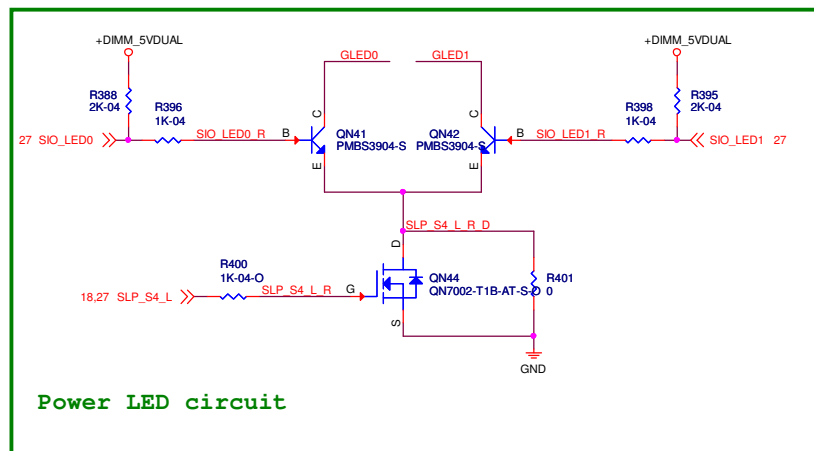 +DIMM_5VDUAL
GLED0
GLED1
+DIMM_5VDUAL
R388
2K-04
R396
1K-04
R398
1K-04
R395
2K-04
27 SIO_LED0
SIO_LED0_R
B
C
E
QN41
PMBS3904-S
QN42
PMBS3904-S
C
E
B
SIO_LED1_R
SIO_LED1 27
SLP_S4_L_R_D
D
R400
1K-04-O
18,27 SLP_S4_L
SLP_S4_L_R
G
S
QN44
QN7002-T1B-AT-S-O
R401
0
GND
Power LED circuit